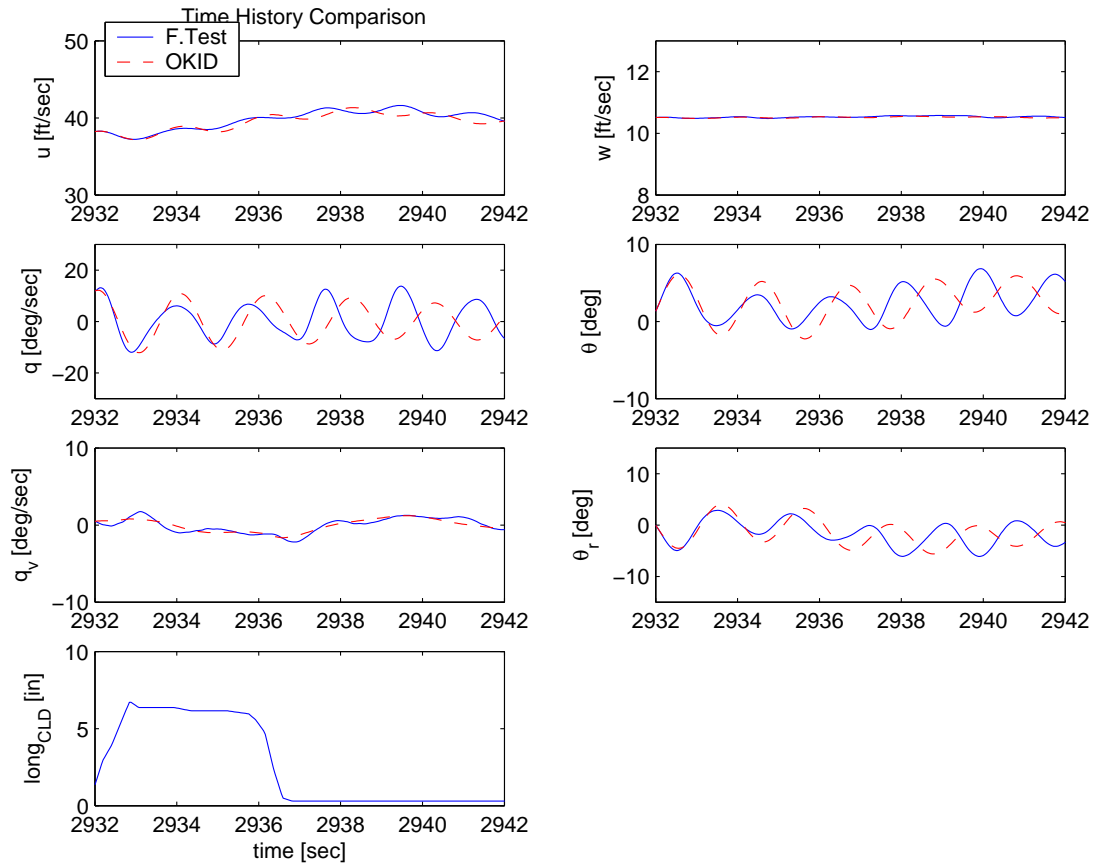 Time History Comparison
F.Test
OKID
50
40
30
u [ft/sec]
2932 2934 2936 2938 2940 2942
12
10
8
w [ft/sec]
2932 2934 2936 2938 2940 2942
20
0
−20
q [deg/sec]
2932 2934 2936 2938 2940 2942
10
0
−10
θ [deg]
2932 2934 2936 2938 2940 2942
10
0
−10
q_v [deg/sec]
2932 2934 2936 2938 2940 2942
10
0
−10
θ_r [deg]
2932 2934 2936 2938 2940 2942
10
5
0
long_CLD [in]
2932 2934 2936 2938 2940 2942
time [sec]